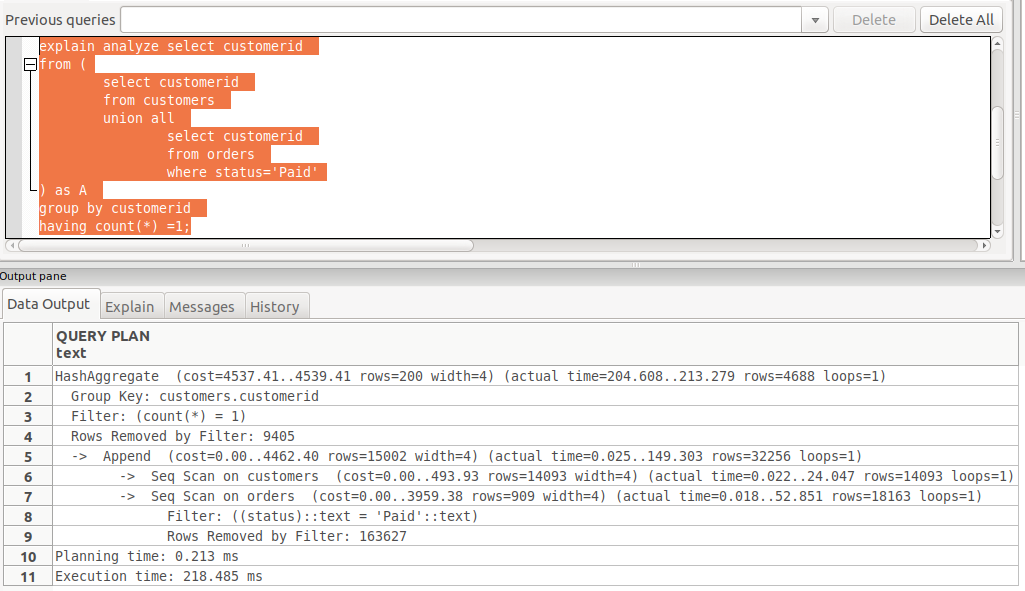 Previous queries Delete Delete All
explain analyze select customerid
from (
select customerid
from customers
union all
select customerid
from orders
where status='Paid'
) as A
group by customerid
having count(*) =1;
Output pane
Data Output Explain Messages History
QUERY PLAN
text
1 HashAggregate (cost=4537.41..4539.41 rows=200 width=4) (actual time=204.608..213.279 rows=4688 loops=1)
2 Group Key: customers.customerid
3 Filter: (count(*) = 1)
4 Rows Removed by Filter: 9405
5 -> Append (cost=0.00..4462.40 rows=15002 width=4) (actual time=0.025..149.303 rows=32256 loops=1)
6 -> Seq Scan on customers (cost=0.00..493.93 rows=14093 width=4) (actual time=0.022..24.047 rows=14093 loops=1)
7 -> Seq Scan on orders (cost=0.00..3959.38 rows=909 width=4) (actual time=0.018..52.851 rows=18163 loops=1)
8 Filter: ((status)::text = 'Paid'::text)
9 Rows Removed by Filter: 163627
10 Planning time: 0.213 ms
11 Execution time: 218.485 ms